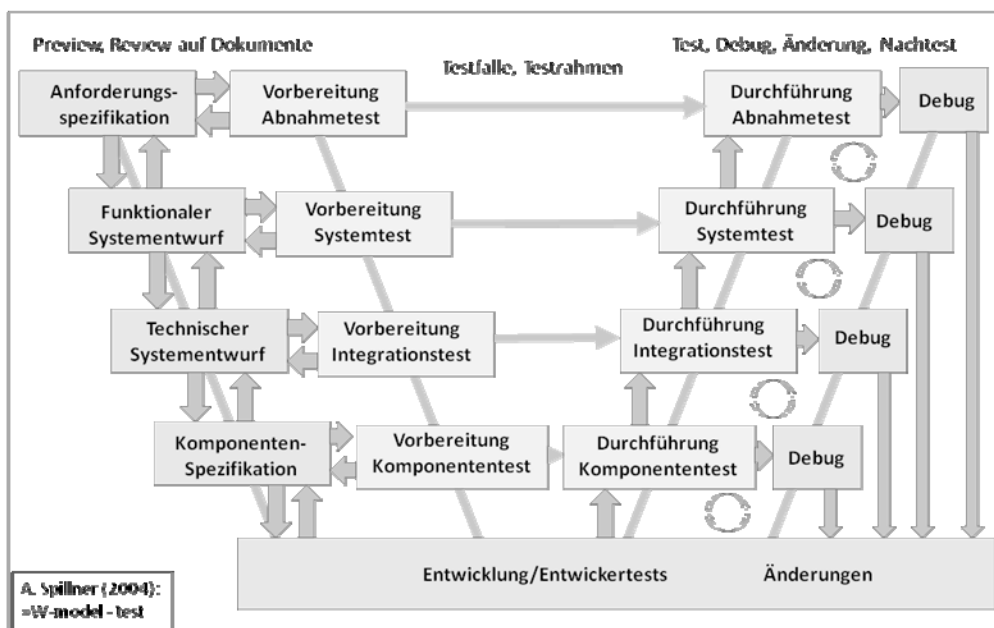 Preview, Review auf Dokumente
Test, Debug, Änderung, Nachtest
Testfalle, Testrahmen
Anforderungs-
spezifikation
Vorbereitung
Abnahmetest
Durchführung
Abnahmetest
Debug
Funktionaler
Systementwurf
Vorbereitung
Systemtest
Durchführung
Systemtest
Debug
Technischer
Systementwurf
Vorbereitung
Integrationstest
Durchführung
Integrationstest
Debug
Komponenten-
Spezifikation
Vorbereitung
Komponententest
Durchführung
Komponententest
Debug
Entwicklung/Entwickertests
Änderungen
A. Spillner (2004):
=W-model - test